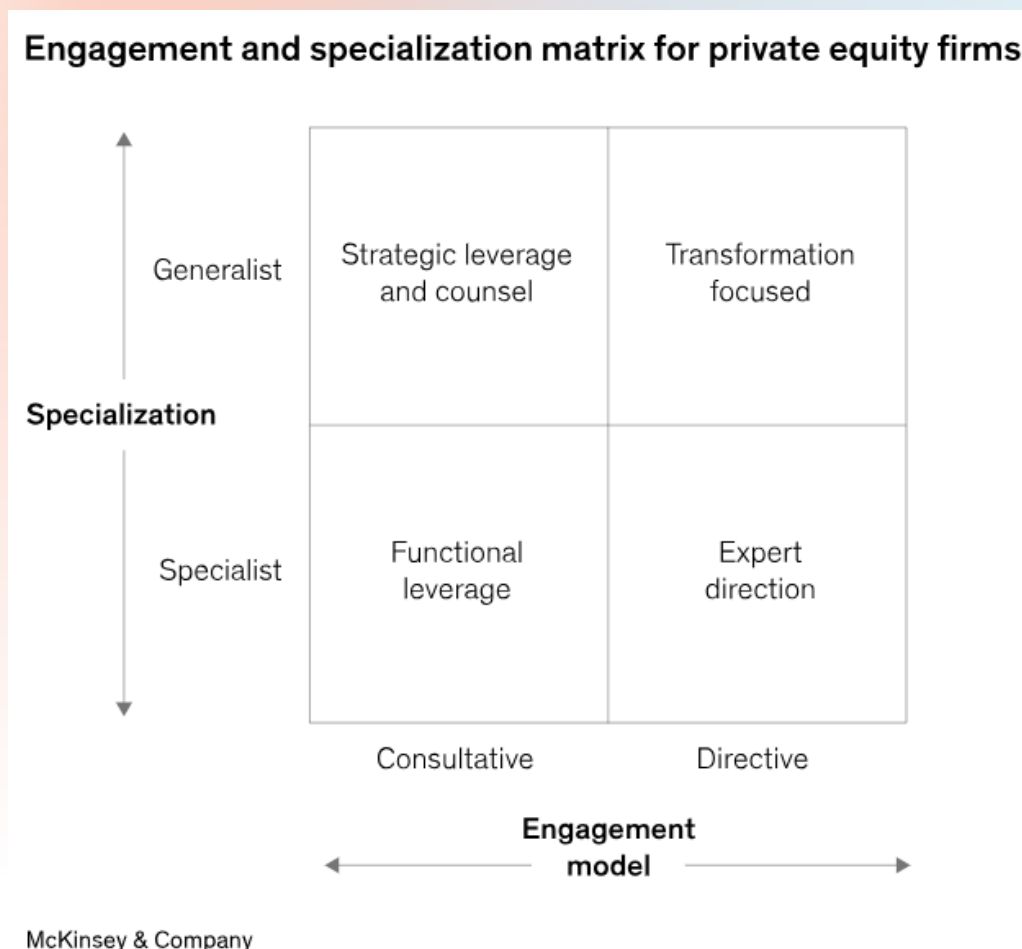 Engagement and specialization matrix for private equity firms
Generalist
Strategic leverage
and counsel
Transformation
focused
Specialization
Specialist
Functional
leverage
Expert
direction
Consultative
Directive
Engagement
model
McKinsey & Company